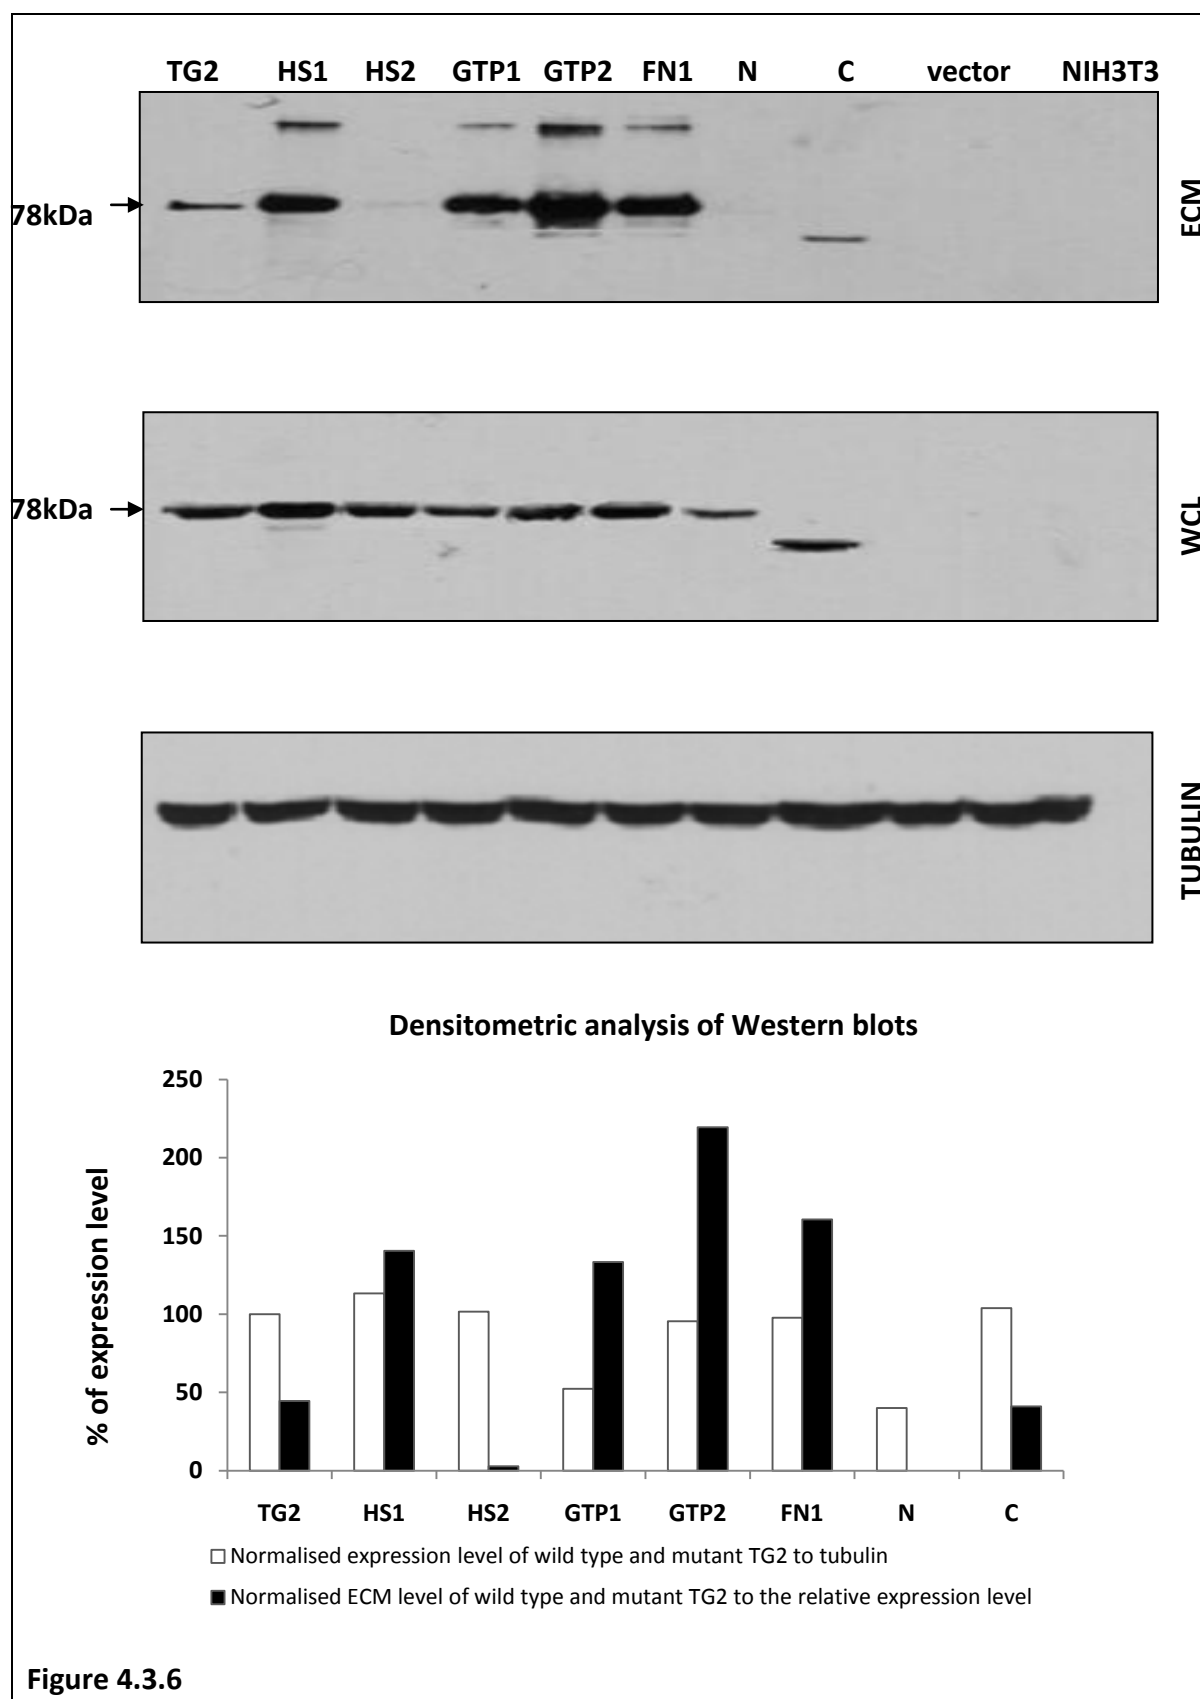 TG2 HS1 HS2 GTP1 GTP2 FN1 N C vector NIH3T3
78kDa
ECM
78kDa
WCL
TUBULIN
Densitometric analysis of Western blots
% of expression level
250
200
150
100
50
0
TG2 HS1 HS2 GTP1 GTP2 FN1 N C
Normalised expression level of wild type and mutant TG2 to tubulin
Normalised ECM level of wild type and mutant TG2 to the relative expression level
Figure 4.3.6